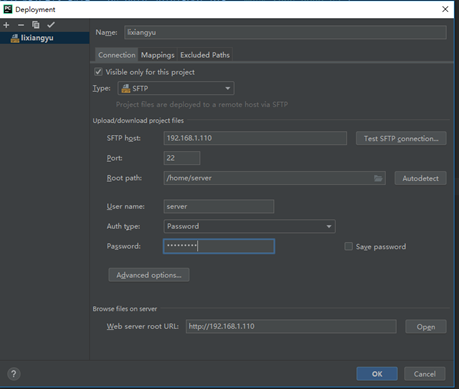 PC Deployment
lixiangyu
Name: lixiangyu
Connection Mappings Excluded Paths
Visible only for this project
Type: SFTP
Project files are deployed to a remote host via SFTP
Upload/download project files
SFTP host: 192.168.1.110 Test SFTP connection...
Port: 22
Root path: /home/server Autodetect
User name: server
Auth type: Password
Password: ••••••••• Save password
Advanced options...
Browse files on server
Web server root URL: http://192.168.1.110 Open
? OK Cancel